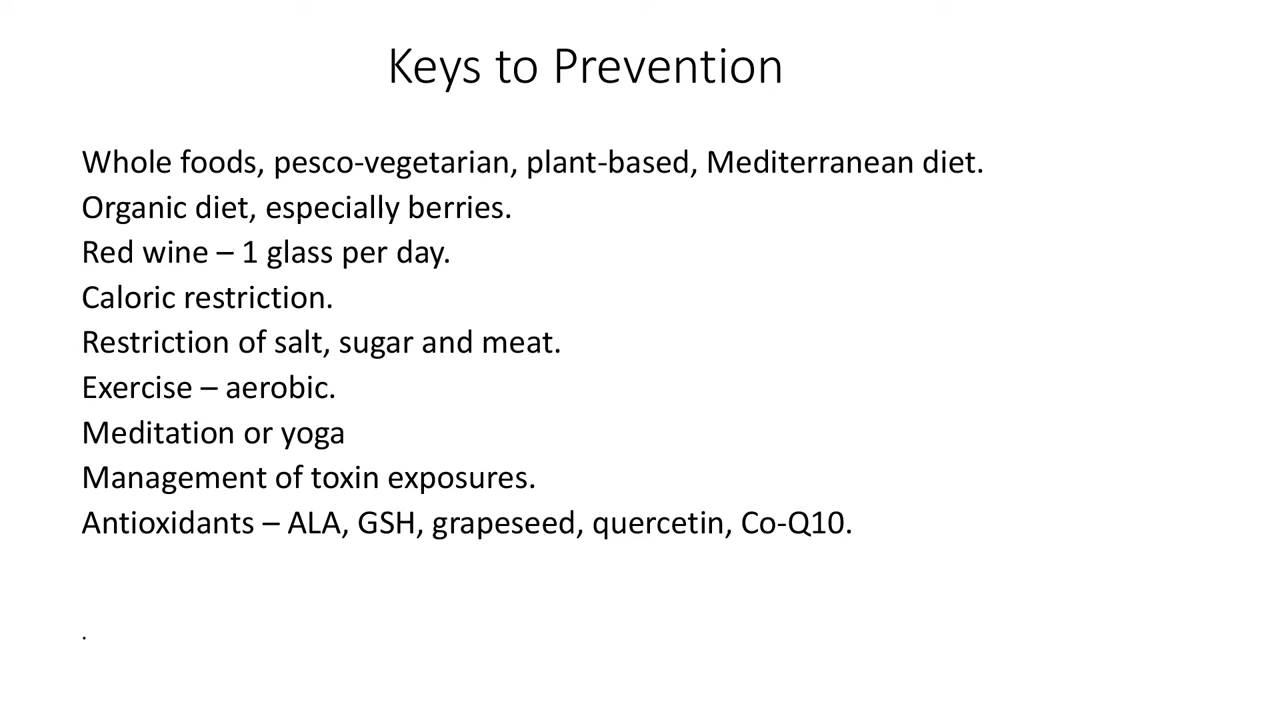 Keys to Prevention
Whole foods, pesco-vegetarian, plant-based, Mediterranean diet.
Organic diet, especially berries.
Red wine – 1 glass per day.
Caloric restriction.
Restriction of salt, sugar and meat.
Exercise – aerobic.
Meditation or yoga
Management of toxin exposures.
Antioxidants – ALA, GSH, grapeseed, quercetin, Co-Q10.
.